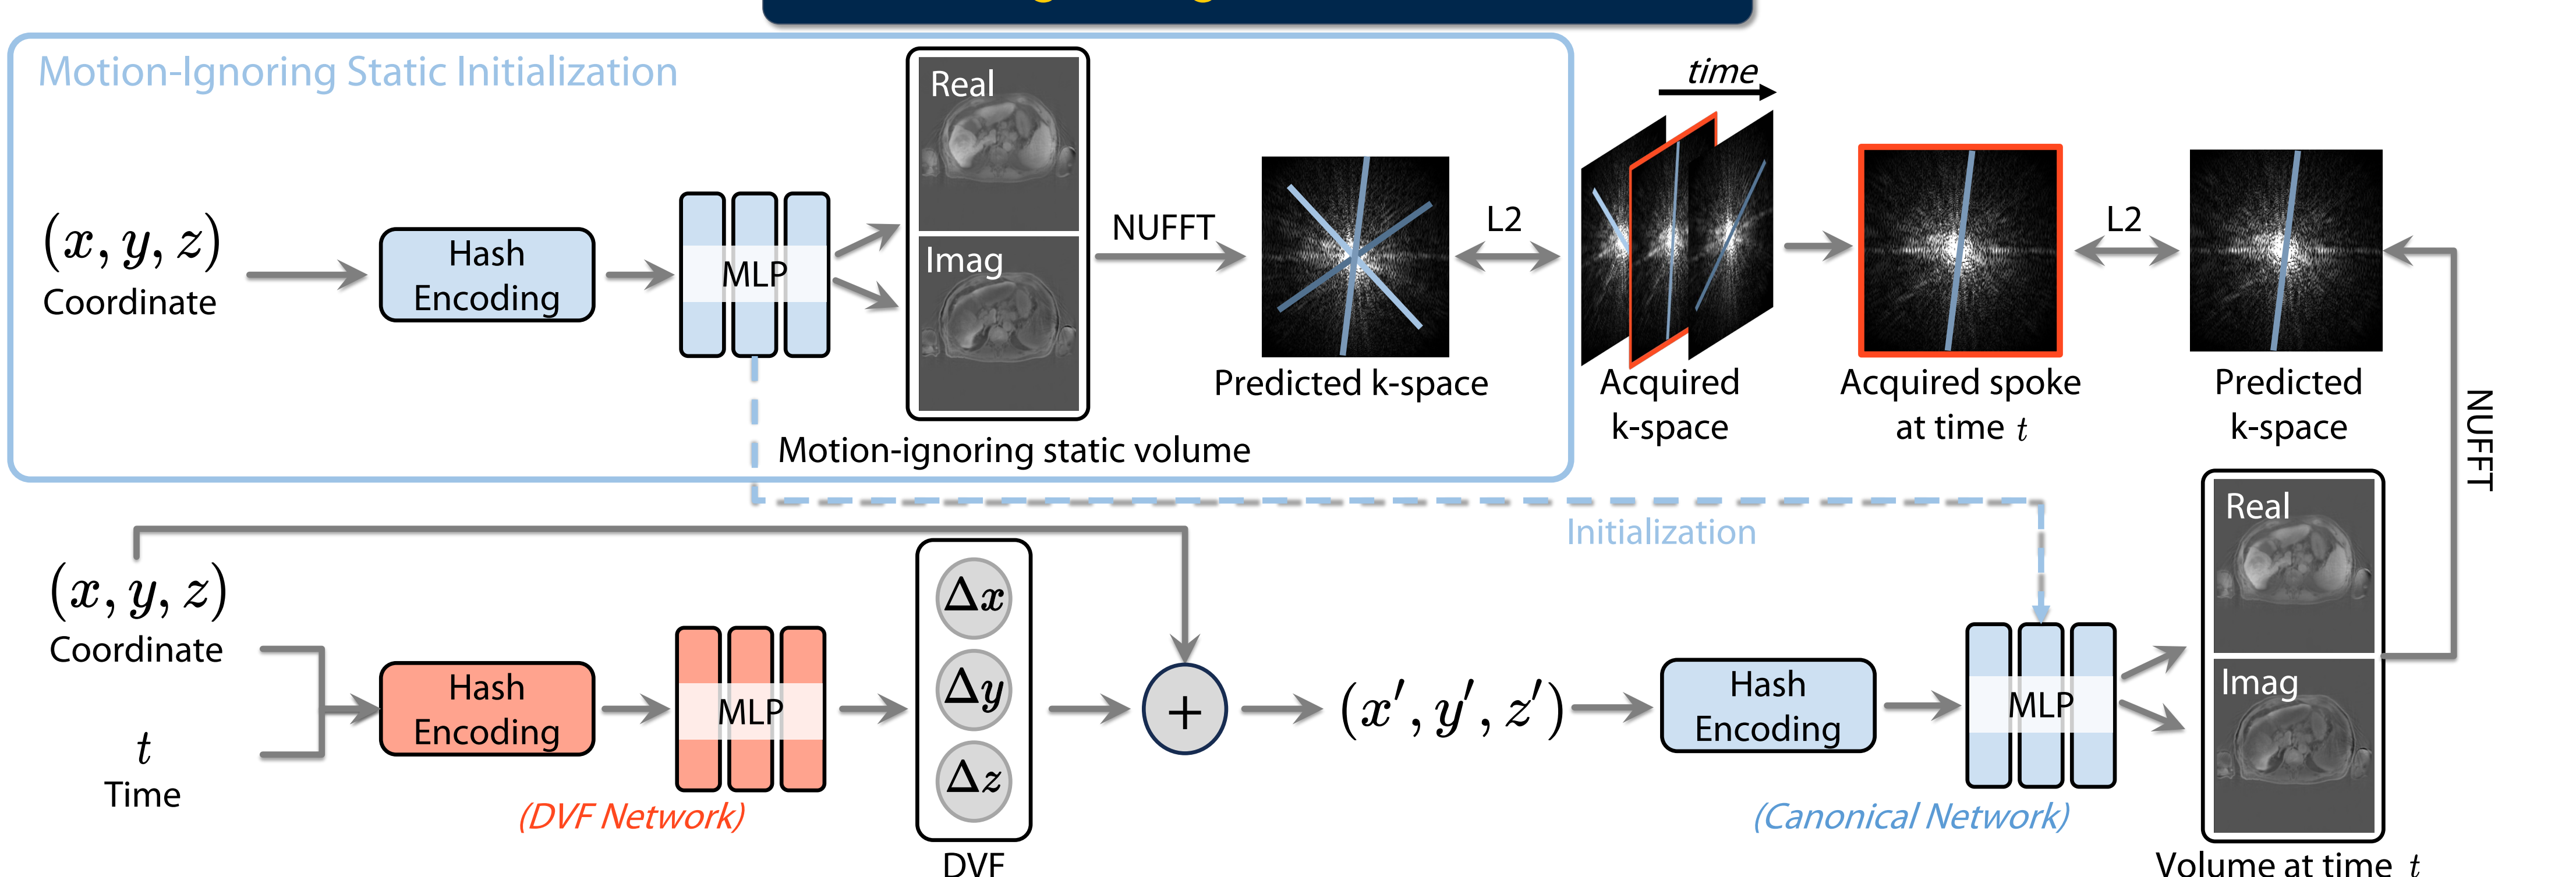 Motion-Ignoring Static Initialization
(x, y, z)
Coordinate
Hash
Encoding
MLP
Real
Imag
Motion-ignoring static volume
NUFFT
Predicted k-space
L2
time
Acquired
k-space
Acquired spoke
at time t
L2
Predicted
k-space
NUFFT
Initialization
(x, y, z)
Coordinate
t
Time
Hash
Encoding
MLP
(DVF Network)
Δx
Δy
Δz
DVF
+
(x′, y′, z′)
Hash
Encoding
MLP
(Canonical Network)
Real
Imag
Volume at time t